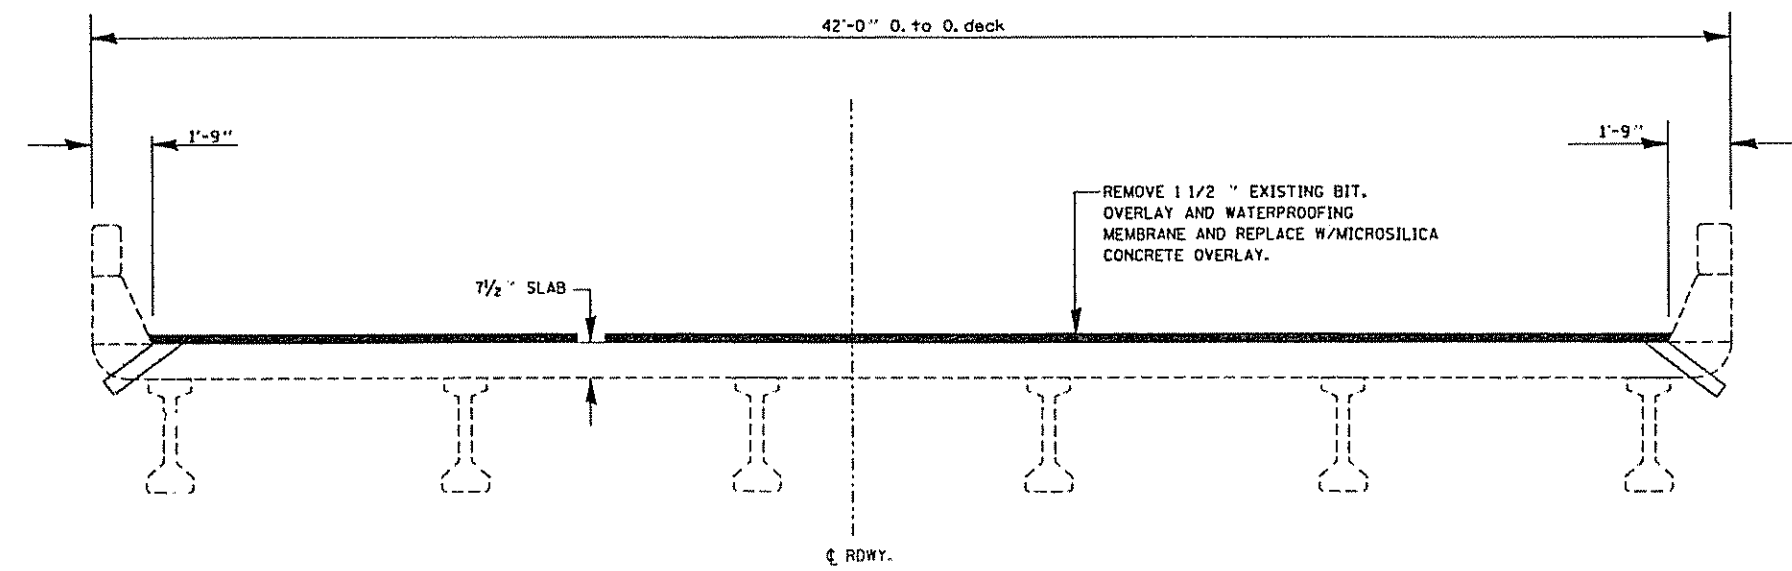 42'-0" O. to O. deck
1'-9"
1'-9"
REMOVE 1 1/2 " EXISTING BIT.
OVERLAY AND WATERPROOFING
MEMBRANE AND REPLACE W/MICROSILICA
CONCRETE OVERLAY.
7½" SLAB
℄ RDWY.